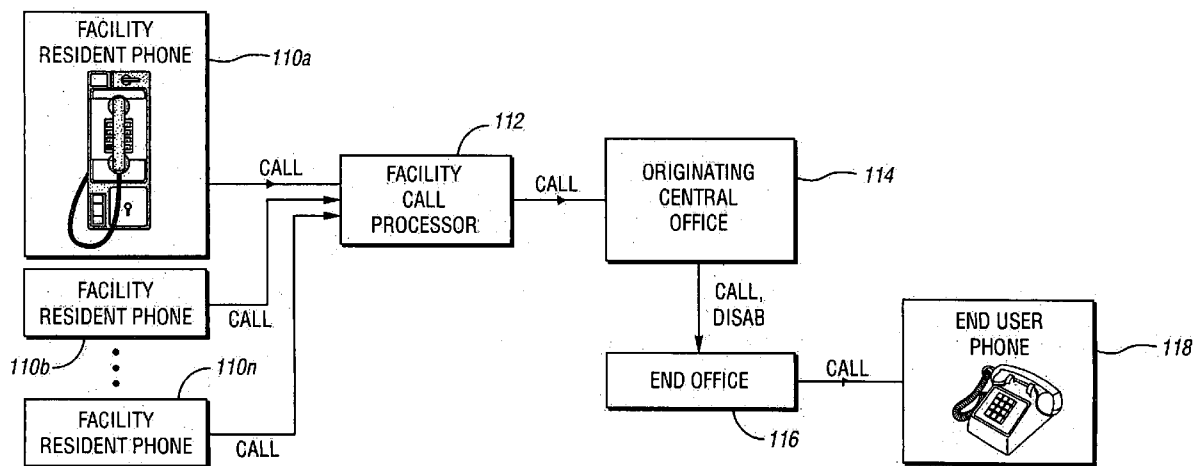 FACILITY
RESIDENT PHONE
110a
CALL
112
FACILITY
CALL
PROCESSOR
CALL
ORIGINATING
CENTRAL
OFFICE
114
FACILITY
RESIDENT PHONE
CALL
110b
110n
FACILITY
RESIDENT PHONE
CALL
CALL,
DISAB
END OFFICE
116
CALL
END USER
PHONE
118